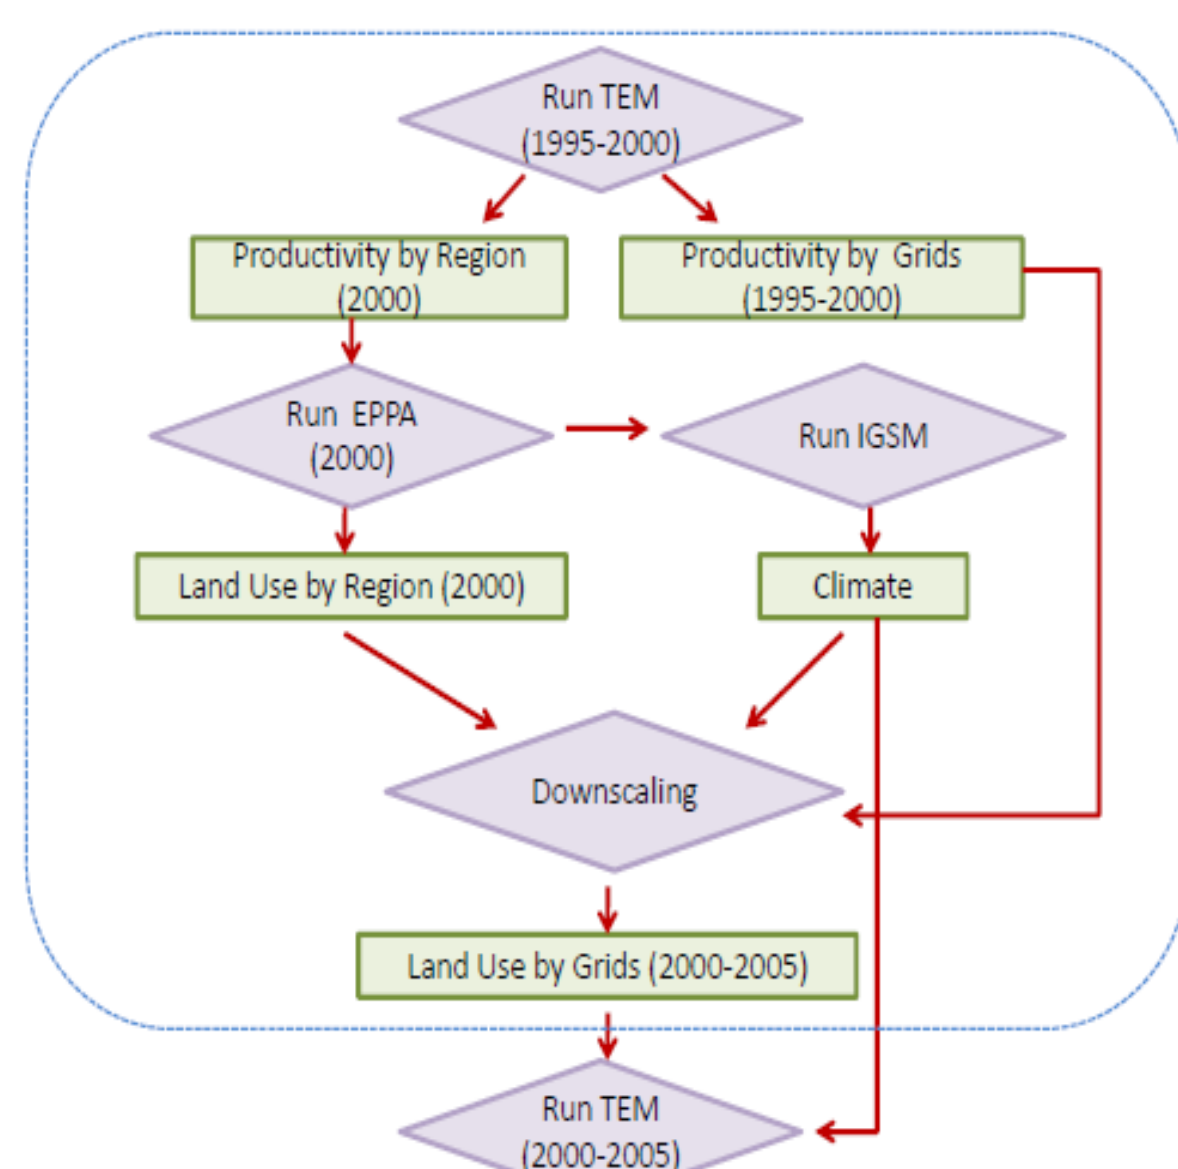 Run TEM
(1995-2000)
Productivity by Region
(2000)
Productivity by Grids
(1995-2000)
Run EPPA
(2000)
Run IGSM
Land Use by Region (2000)
Climate
Downscaling
Land Use by Grids (2000-2005)
Run TEM
(2000-2005)